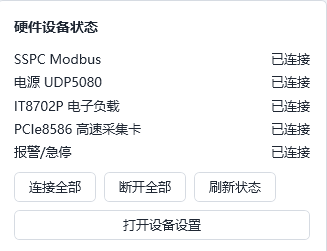 硬件设备状态
SSPC Modbus 已连接
电源 UDP5080 已连接
IT8702P 电子负载 已连接
PCIe8586 高速采集卡 已连接
报警/急停 已连接
连接全部 断开全部 刷新状态
打开设备设置